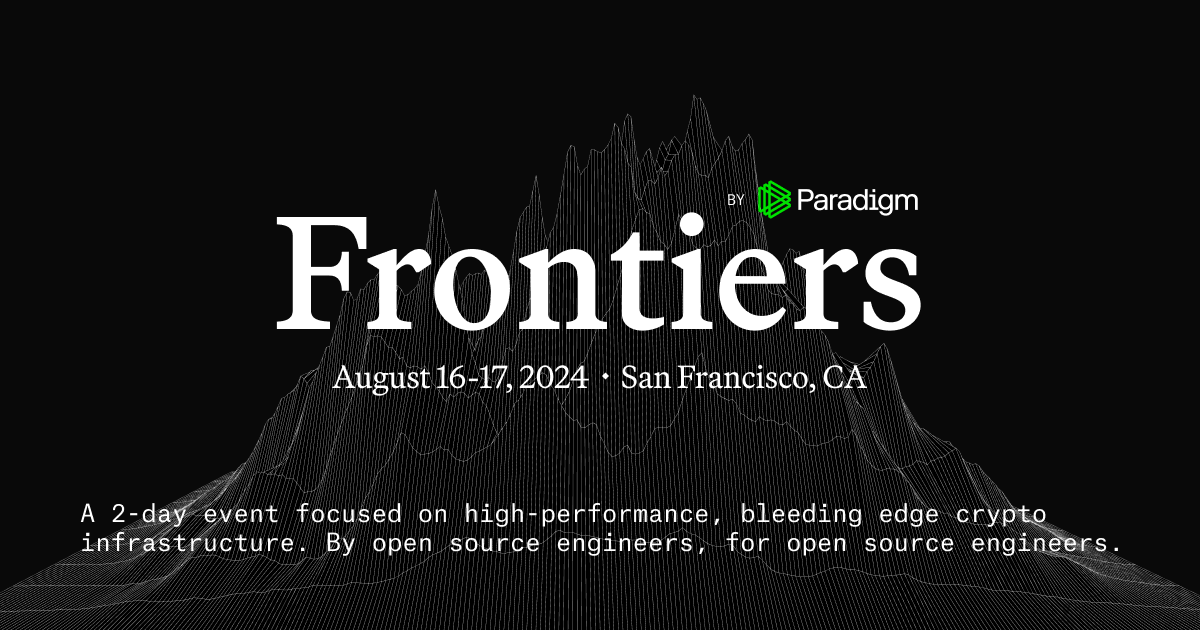 BY Paradigm
Frontiers
August 16-17, 2024 · San Francisco, CA
A 2-day event focused on high-performance, bleeding edge crypto
infrastructure. By open source engineers, for open source engineers.